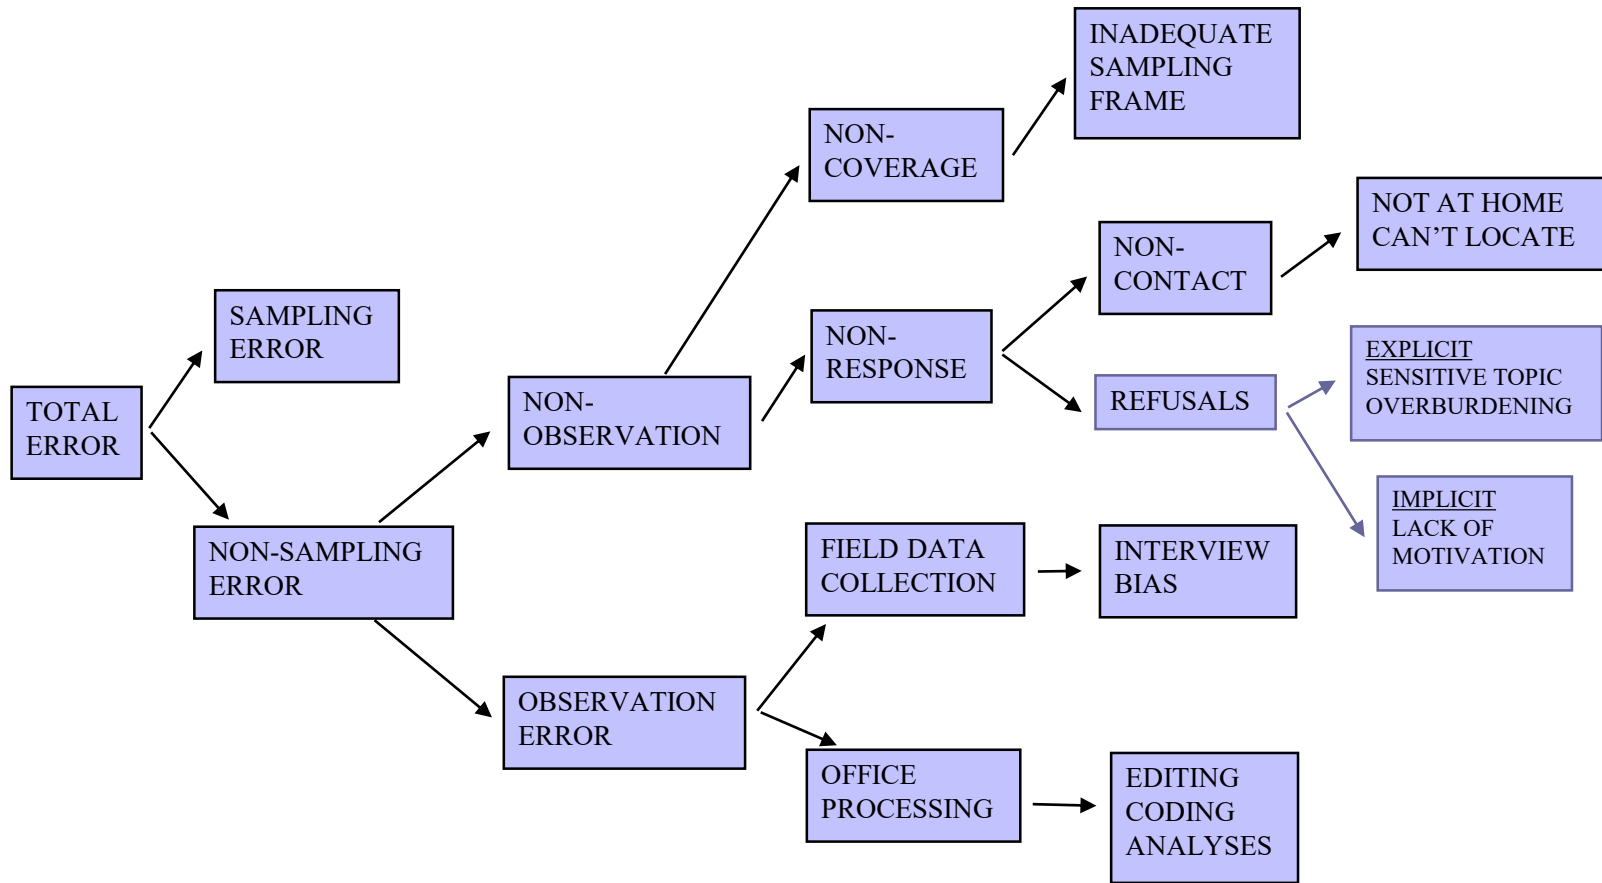 INADEQUATE
SAMPLING
FRAME
NON-
COVERAGE
NOT AT HOME
CAN’T LOCATE
NON-
CONTACT
SAMPLING
ERROR
NON-
RESPONSE
EXPLICIT
SENSITIVE TOPIC
OVERBURDENING
TOTAL
ERROR
NON-
OBSERVATION
REFUSALS
IMPLICIT
LACK OF
MOTIVATION
NON-SAMPLING
ERROR
FIELD DATA
COLLECTION
INTERVIEW
BIAS
OBSERVATION
ERROR
OFFICE
PROCESSING
EDITING
CODING
ANALYSES